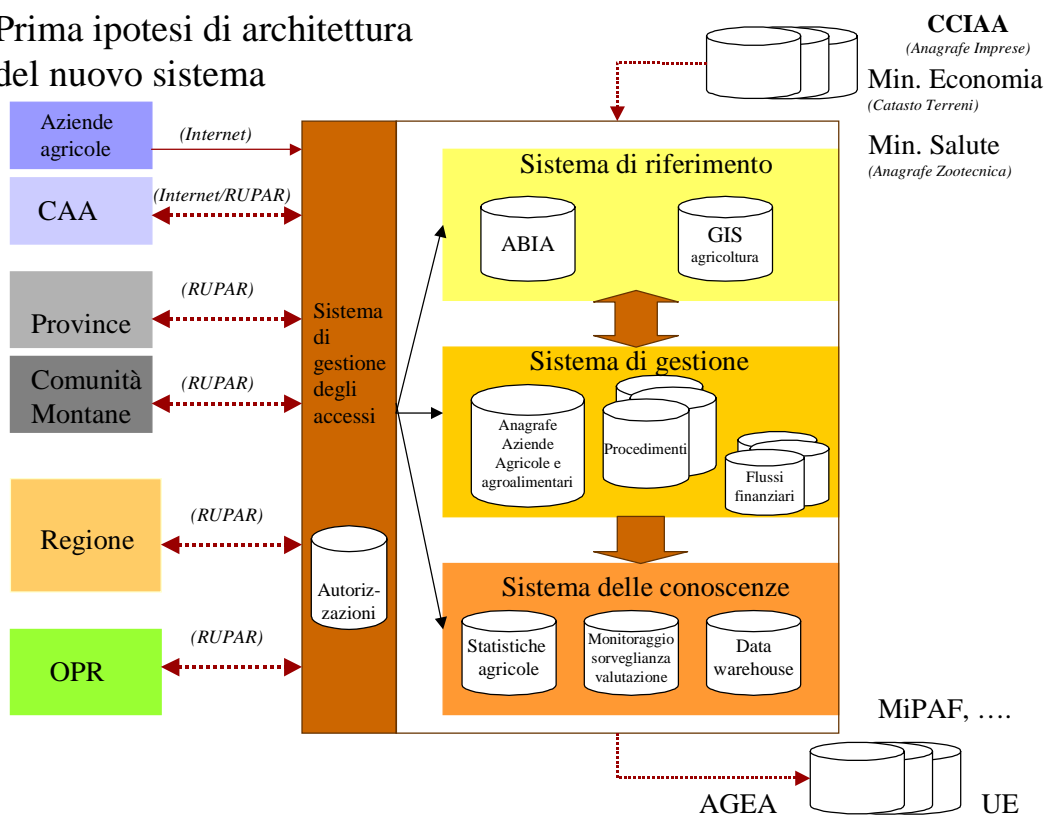 Prima ipotesi di architettura
del nuovo sistema
CCIAA
(Anagrafe Imprese)
Min. Economia
(Catasto Terreni)
Min. Salute
(Anagrafe Zootecnica)
Aziende
agricole
(Internet)
CAA
(Internet/RUPAR)
Province
(RUPAR)
Comunità
Montane
(RUPAR)
Regione
(RUPAR)
OPR
(RUPAR)
Sistema
di
gestione
degli
accessi
Autoriz-
zazioni
Sistema di riferimento
ABIA
GIS
agricoltura
Sistema di gestione
Anagrafe
Aziende
Agricole e
agroalimentari
Procedimenti
Flussi
finanziari
Sistema delle conoscenze
Statistiche
agricole
Monitoraggio
sorveglianza
valutazione
Data
warehouse
MiPAF, ….
AGEA
UE